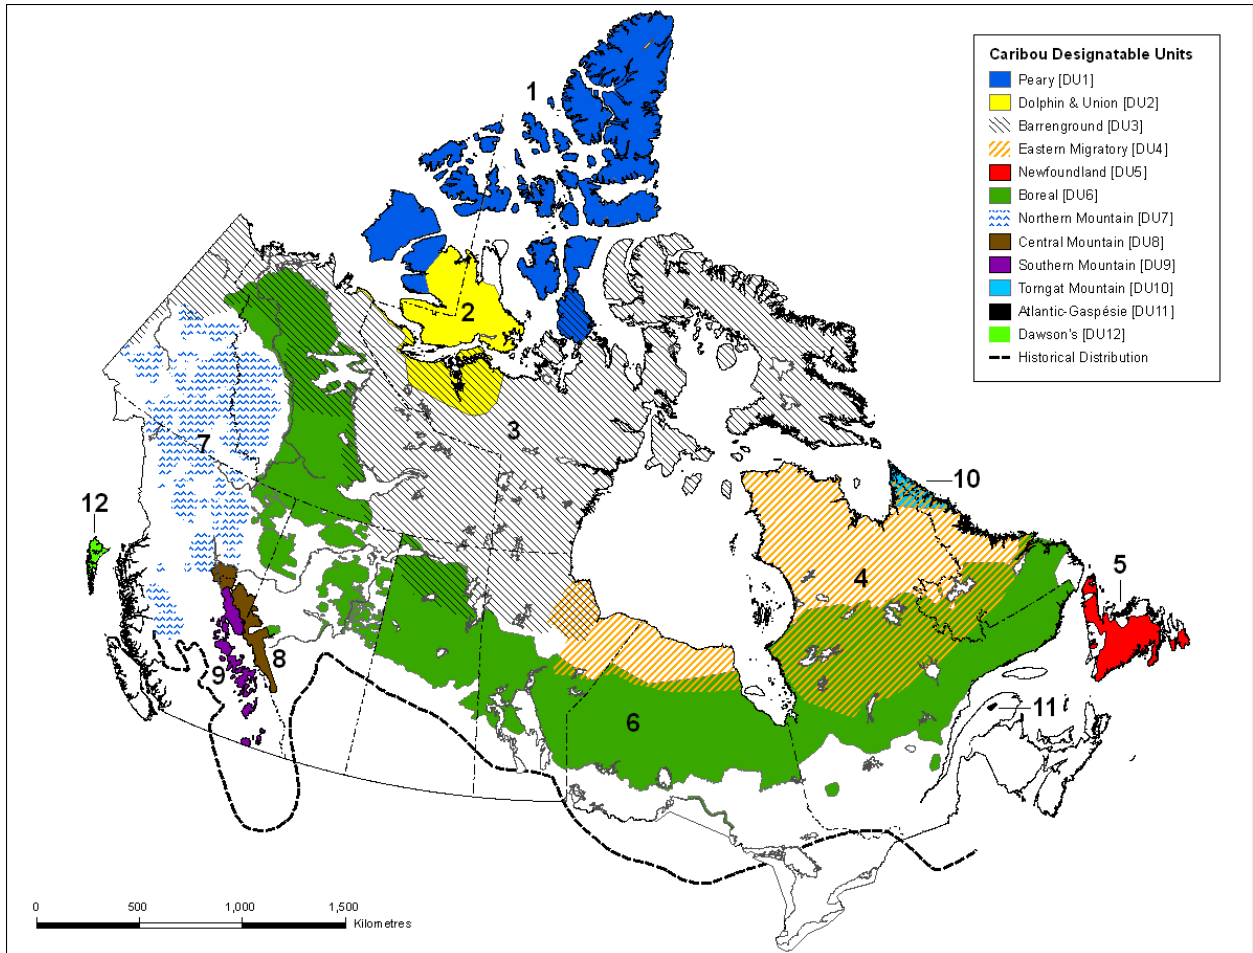 Caribou Designatable Units
Peary [DU1]
Dolphin & Union [DU2]
Barrenground [DU3]
Eastern Migratory [DU4]
Newfoundland [DU5]
Boreal [DU6]
Northern Mountain [DU7]
Central Mountain [DU8]
Southern Mountain [DU9]
Torngat Mountain [DU10]
Atlantic-Gaspésie [DU11]
Dawson's [DU12]
Historical Distribution
1
2
3
7
10
12
5
4
8
9
11
6
0 500 1,000 1,500
Kilometres